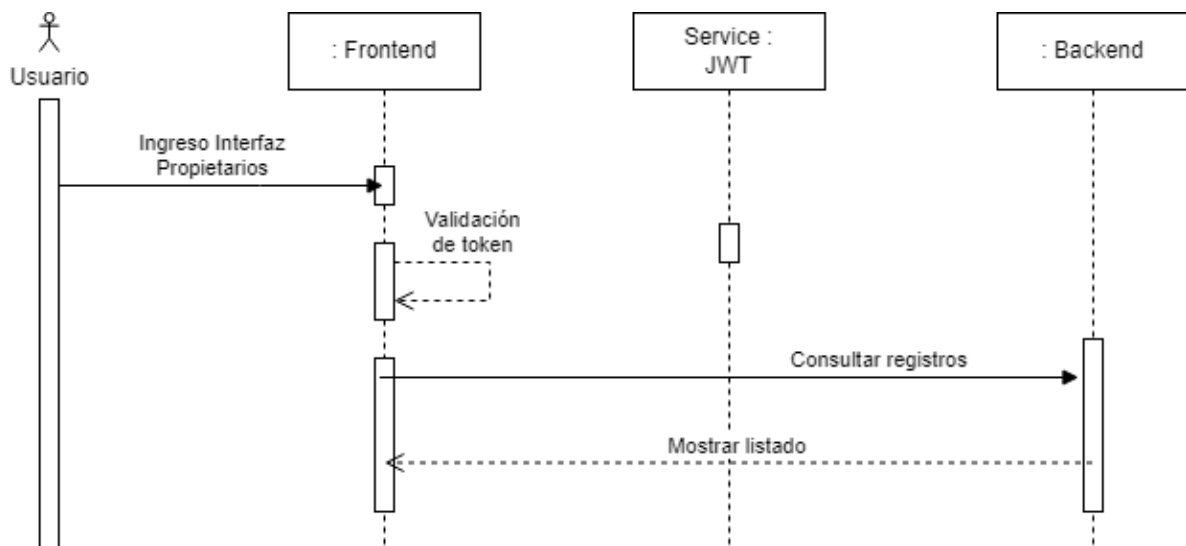 Usuario
: Frontend
Service :
JWT
: Backend
Ingreso Interfaz
Propietarios
Validación
de token
Consultar registros
Mostrar listado